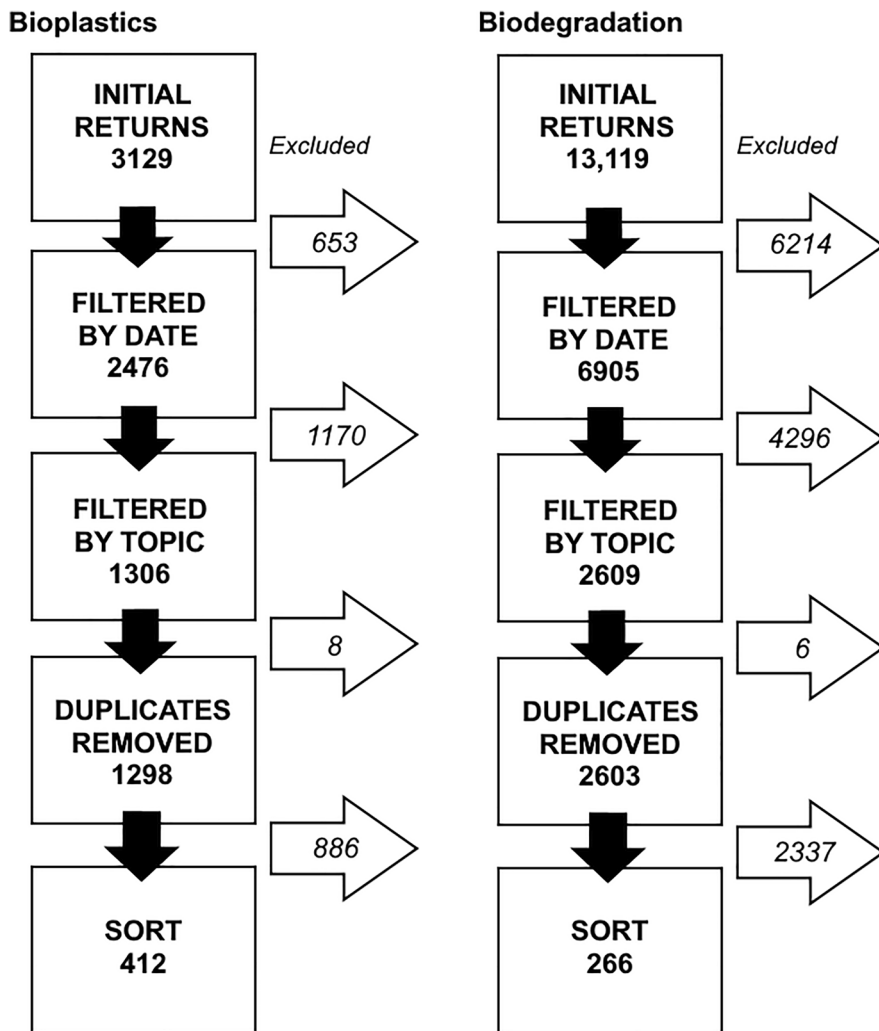 Bioplastics
INITIAL
RETURNS
3129
Excluded
653
FILTERED
BY DATE
2476
1170
FILTERED
BY TOPIC
1306
8
DUPLICATES
REMOVED
1298
886
SORT
412
Biodegradation
INITIAL
RETURNS
13,119
Excluded
6214
FILTERED
BY DATE
6905
4296
FILTERED
BY TOPIC
2609
6
DUPLICATES
REMOVED
2603
2337
SORT
266